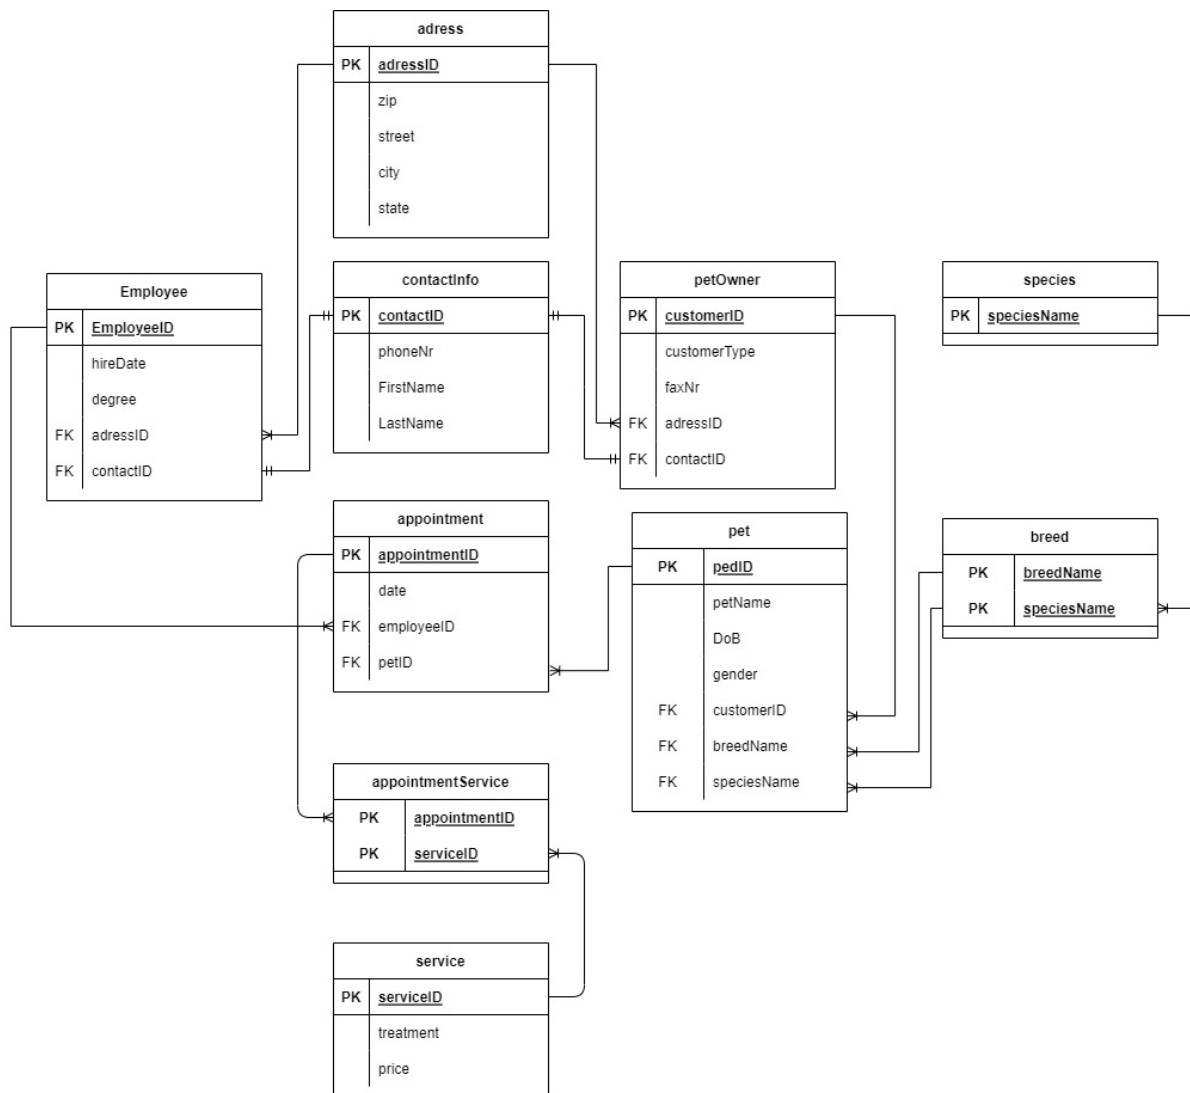 adress
PK adressID
zip
street
city
state
Employee
PK EmployeeID
hireDate
degree
FK adressID
FK contactID
contactInfo
PK contactID
phoneNr
FirstName
LastName
petOwner
PK customerID
customerType
faxNr
FK adressID
FK contactID
species
PK speciesName
appointment
PK appointmentID
date
FK employeeID
FK petID
pet
PK pedID
petName
DoB
gender
FK customerID
FK breedName
FK speciesName
breed
PK breedName
PK speciesName
appointmentService
PK appointmentID
PK serviceID
service
PK serviceID
treatment
price